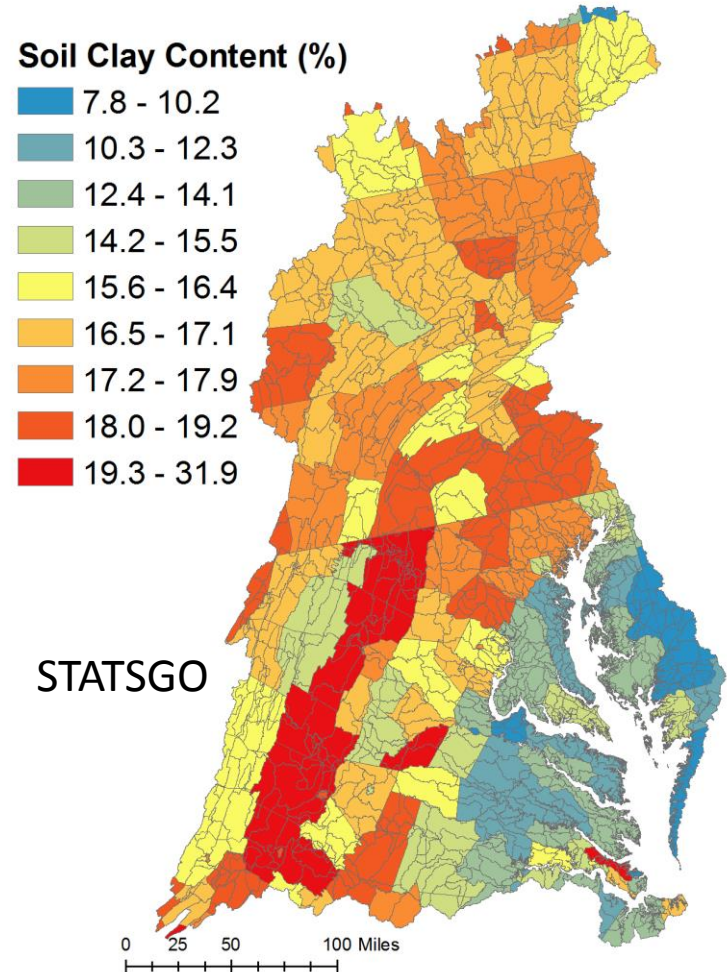 Soil Clay Content (%)
7.8 - 10.2
10.3 - 12.3
12.4 - 14.1
14.2 - 15.5
15.6 - 16.4
16.5 - 17.1
17.2 - 17.9
18.0 - 19.2
19.3 - 31.9
STATSGO
0 25 50 100 Miles